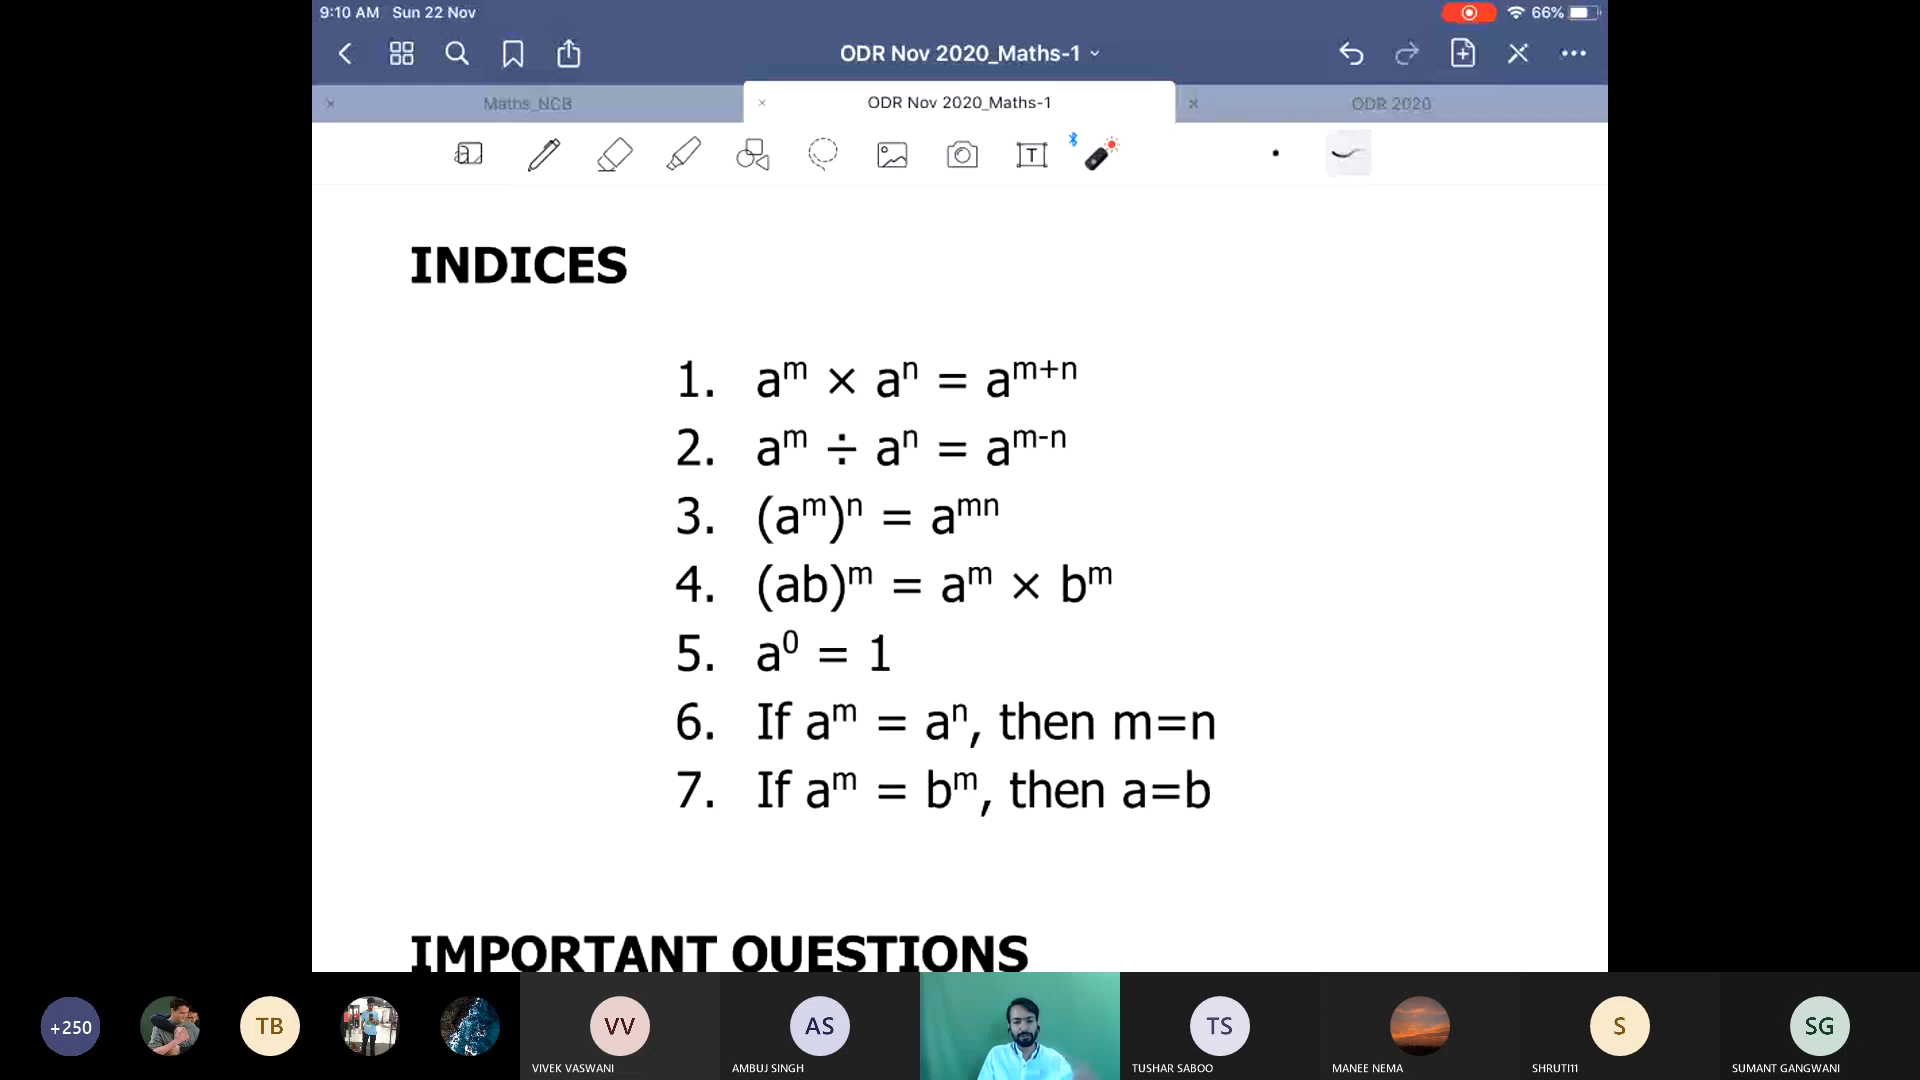 9:10 AM Sun 22 Nov
66%
ODR Nov 2020_Maths-1
Maths_NCB
ODR Nov 2020_Maths-1
ODR 2020
T
INDICES
1. aᵐ × aⁿ = aᵐ⁺ⁿ
2. aᵐ ÷ aⁿ = aᵐ⁻ⁿ
3. (aᵐ)ⁿ = aᵐⁿ
4. (ab)ᵐ = aᵐ × bᵐ
5. a⁰ = 1
6. If aᵐ = aⁿ, then m=n
7. If aᵐ = bᵐ, then a=b
IMPORTANT QUESTIONS
+250
TB
VV
AS
TS
S
SG
VIVEK VASWANI
AMBUJ SINGH
TUSHAR SABOO
MANEE NEMA
SHRUTI11
SUMANT GANGWANI